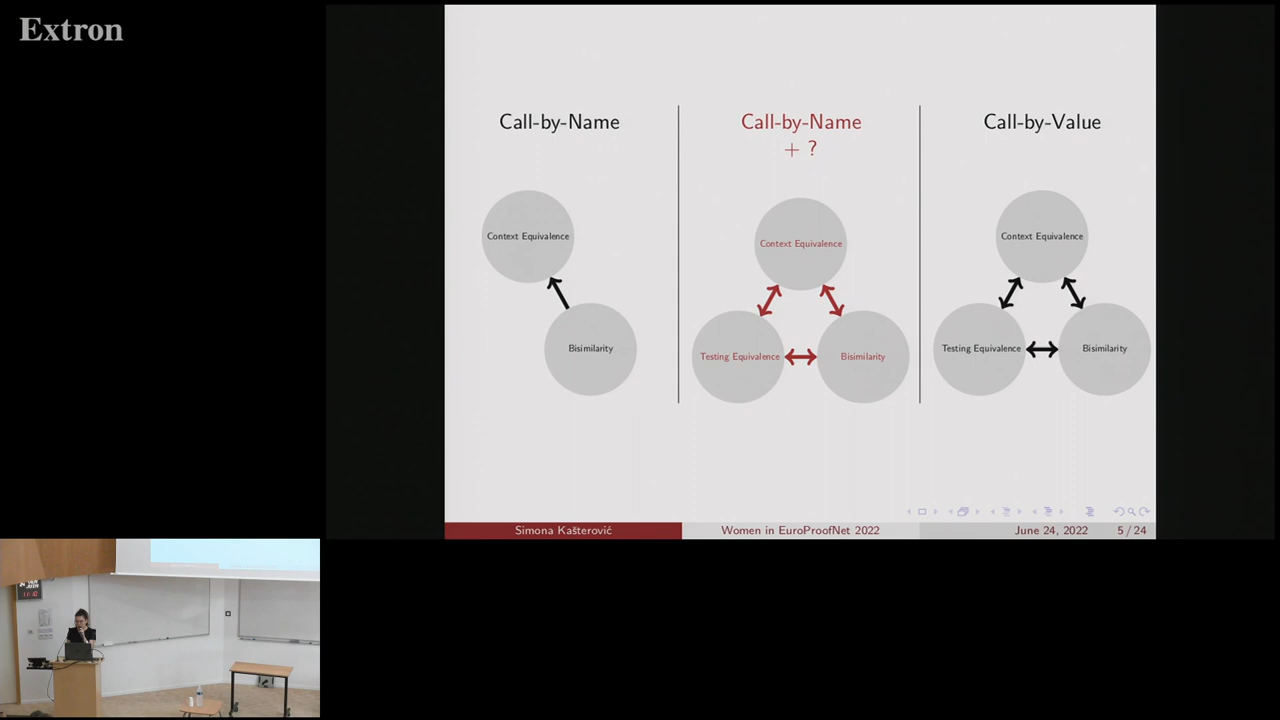 Extron
Call-by-Name
Context Equivalence
Bisimilarity
Call-by-Name
+ ?
Context Equivalence
Testing Equivalence
Bisimilarity
Call-by-Value
Context Equivalence
Testing Equivalence
Bisimilarity
Simona Kašterović
Women in EuroProofNet 2022
June 24, 2022
5 / 24